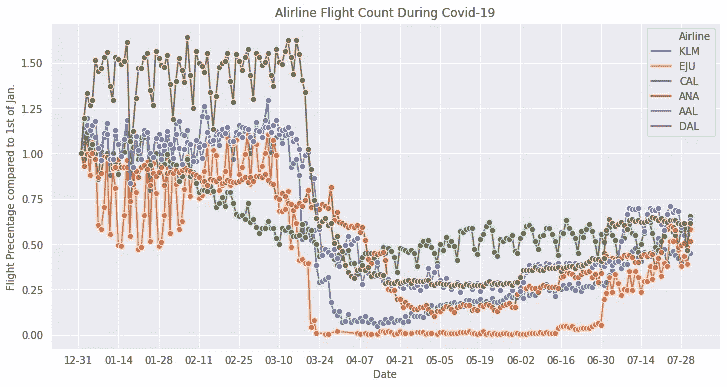 Alirline Flight Count During Covid-19
Flight Precentage compared to 1st of Jan.
1.50
1.25
1.00
0.75
0.50
0.25
0.00
Airline
KLM
EJU
CAL
ANA
AAL
DAL
12-31 01-14 01-28 02-11 02-25 03-10 03-24 04-07 04-21 05-05 05-19 06-02 06-16 06-30 07-14 07-28
Date